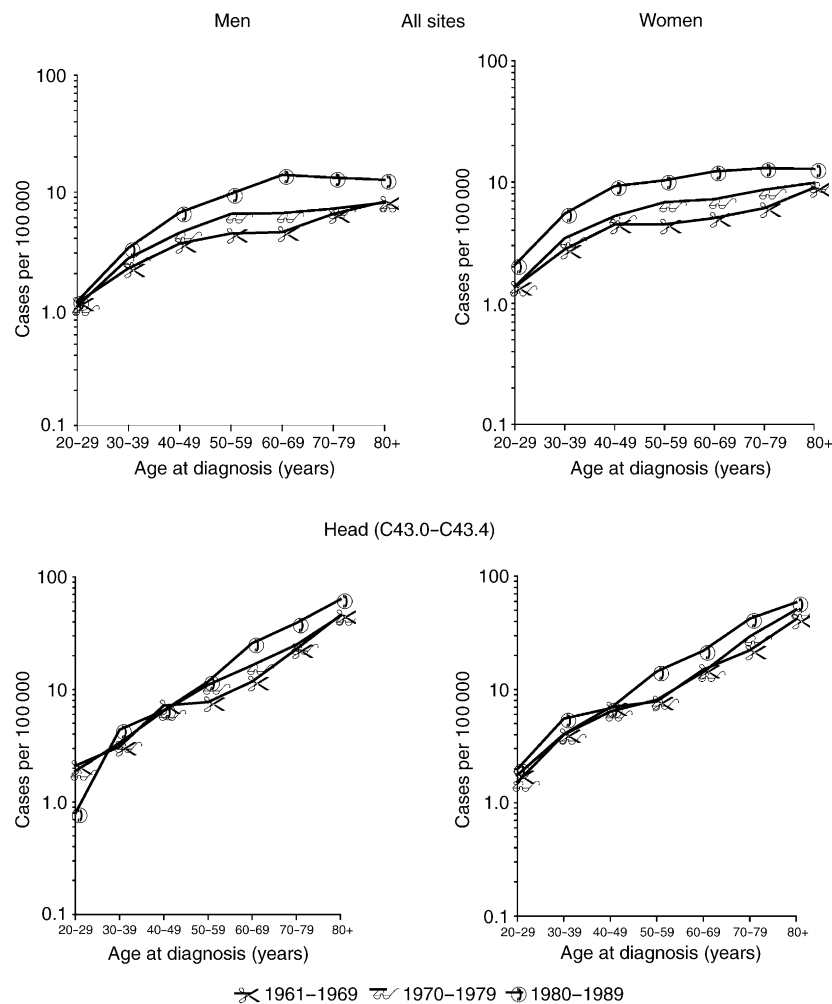 Men All sites Women
100
10
1.0
0.1
Cases per 100 000
20–29 30–39 40–49 50–59 60–69 70–79 80+
Age at diagnosis (years)
100
10
1.0
0.1
Cases per 100 000
20–29 30–39 40–49 50–59 60–69 70–79 80+
Age at diagnosis (years)
Head (C43.0–C43.4)
100
10
1.0
0.1
Cases per 100 000
20–29 30–39 40–49 50–59 60–69 70–79 80+
Age at diagnosis (years)
100
10
1.0
0.1
Cases per 100 000
20–29 30–39 40–49 50–59 60–69 70–79 80+
Age at diagnosis (years)
1961--1969 1970–1979 1980–1989